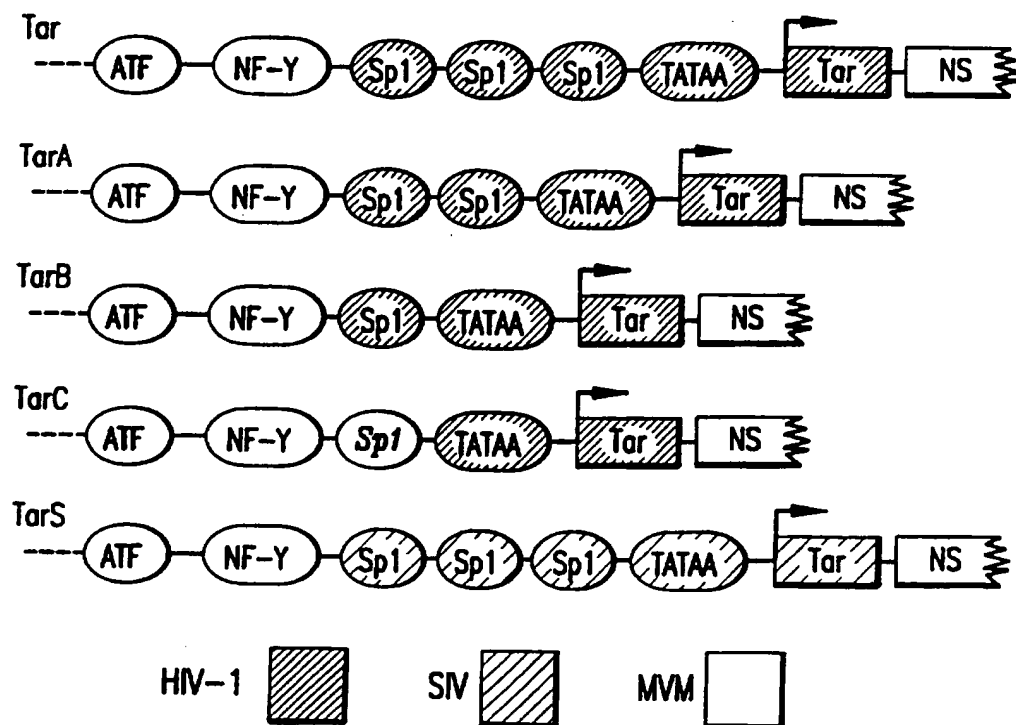 Tar
ATF NF-Y Sp1 Sp1 Sp1 TATAA Tar NS
TarA
ATF NF-Y Sp1 Sp1 TATAA Tar NS
TarB
ATF NF-Y Sp1 TATAA Tar NS
TarC
ATF NF-Y Sp1 TATAA Tar NS
TarS
ATF NF-Y Sp1 Sp1 Sp1 TATAA Tar NS
HIV-1 SIV MVM